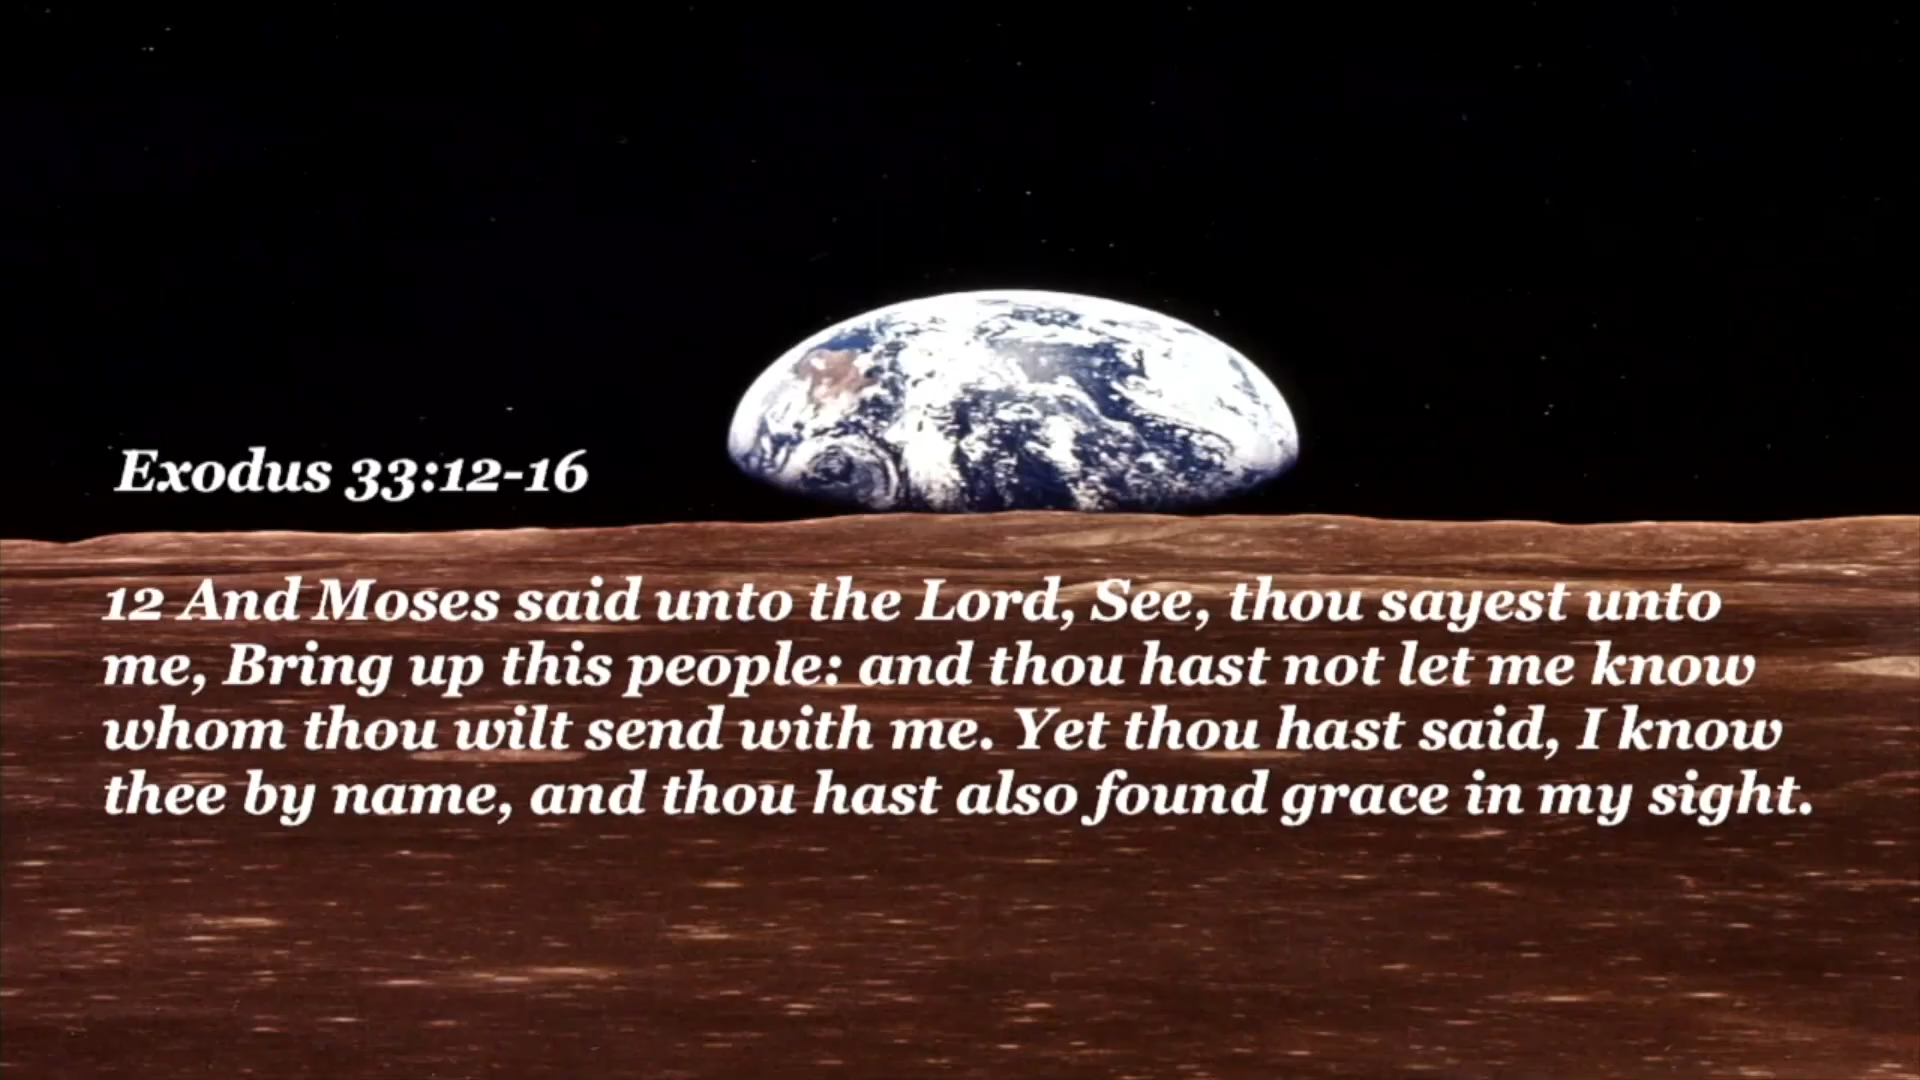 Exodus 33:12-16
12 And Moses said unto the Lord, See, thou sayest unto
me, Bring up this people: and thou hast not let me know
whom thou wilt send with me. Yet thou hast said, I know
thee by name, and thou hast also found grace in my sight.